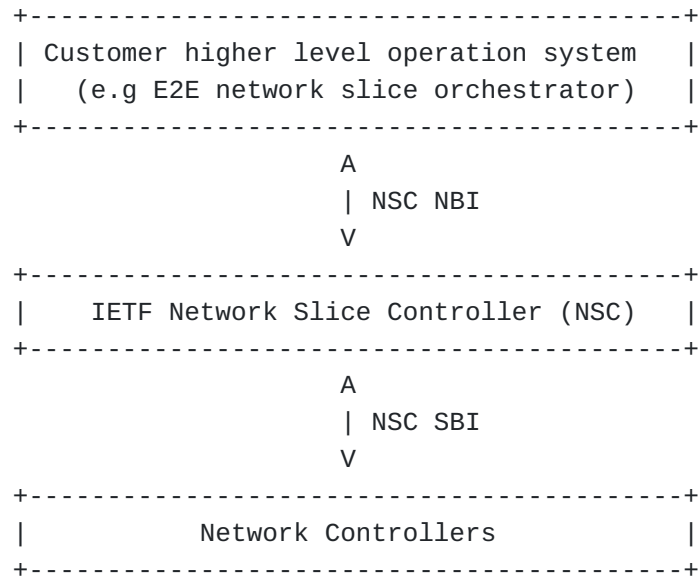 +------------------------------------------+
| Customer higher level operation system   |
|   (e.g E2E network slice orchestrator)   |
+------------------------------------------+
                     A
                     | NSC NBI
                     V
+------------------------------------------+
|    IETF Network Slice Controller (NSC)   |
+------------------------------------------+
                     A
                     | NSC SBI
                     V
+------------------------------------------+
|           Network Controllers            |
+------------------------------------------+